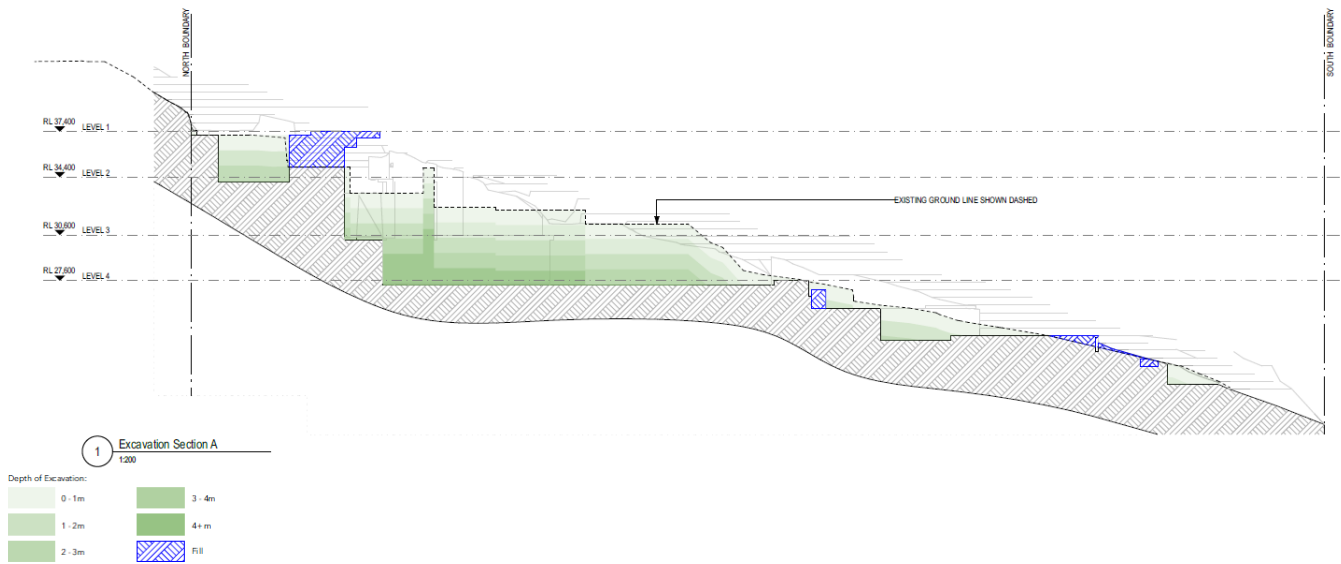 NORTH BOUNDARY
SOUTH BOUNDARY
RL 37,400 LEVEL 1
RL 34,400 LEVEL 2
EXISTING GROUND LINE SHOWN DASHED
RL 30,600 LEVEL 3
RL 27,600 LEVEL 4
1 Excavation Section A
1:200
Depth of Excavation:
0 - 1m 3 - 4m
1 - 2m 4+ m
2 - 3m Fill